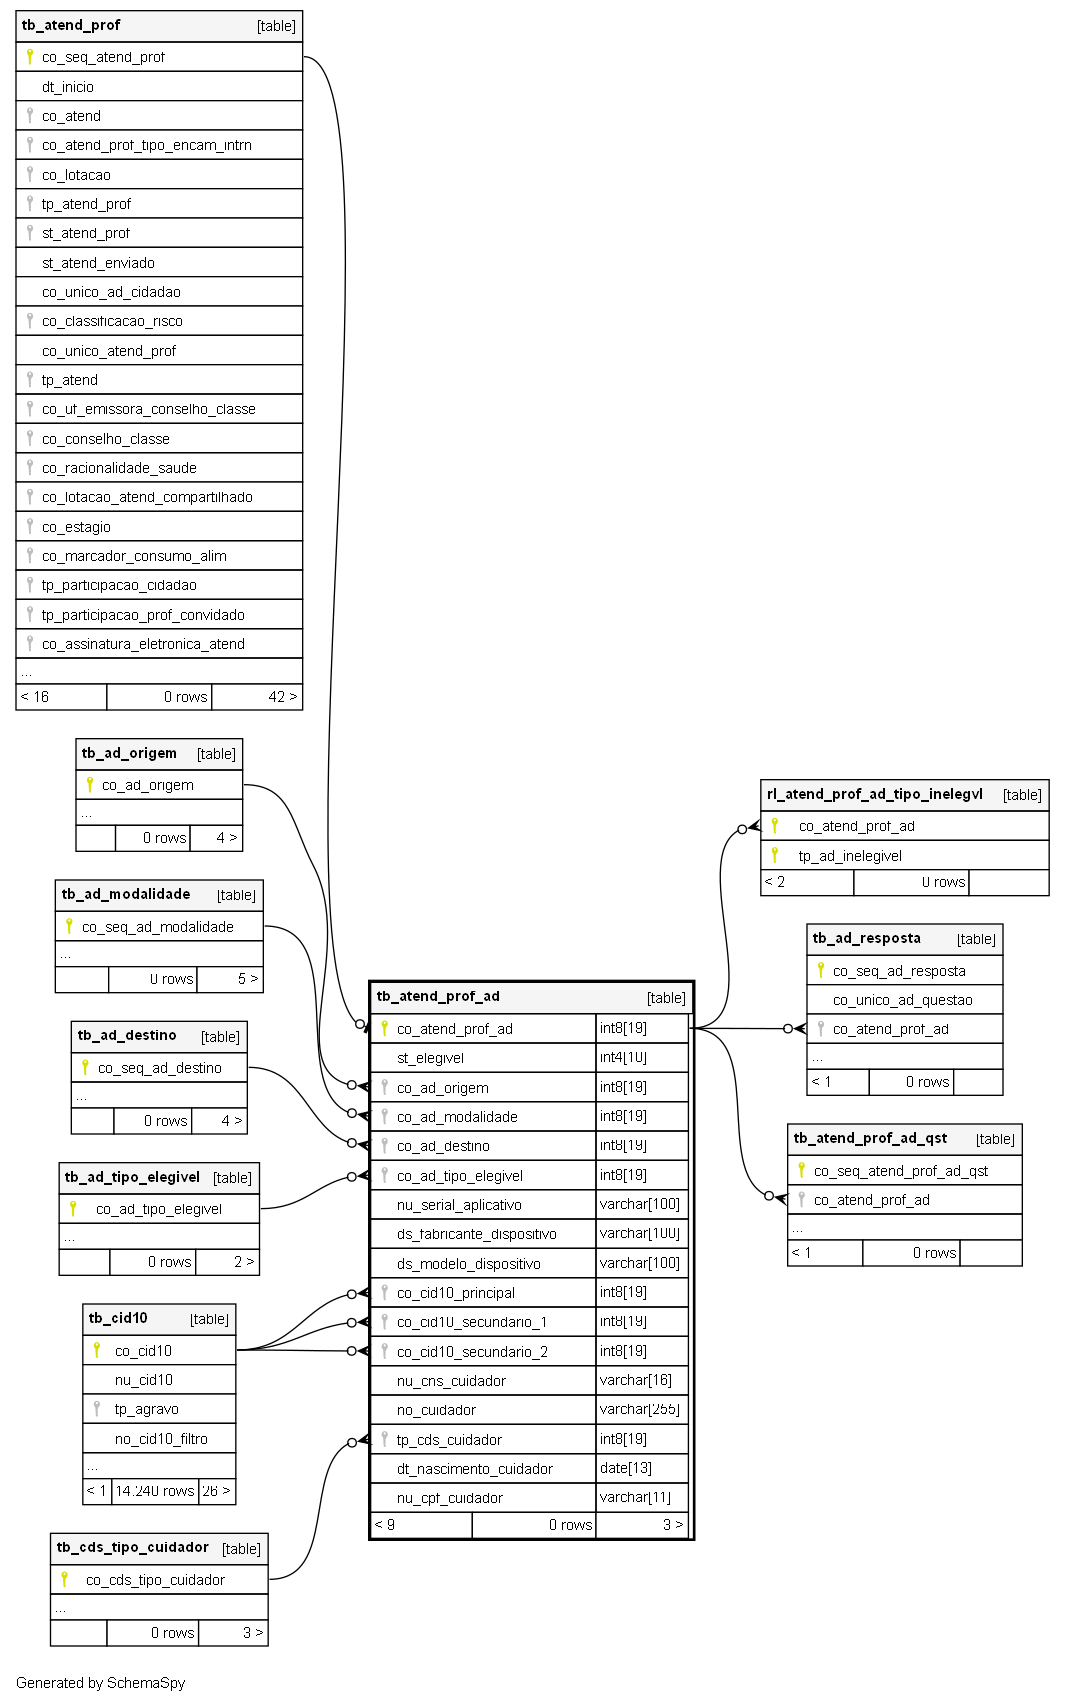 tb_atend_prof [table]
co_seq_atend_prof
dt_inicio
co_atend
co_atend_prof_tipo_encam_intrn
co_lotacao
tp_atend_prof
st_atend_prof
st_atend_enviado
co_unico_ad_cidadao
co_classificacao_risco
co_unico_atend_prof
tp_atend
co_uf_emissora_conselho_classe
co_conselho_classe
co_racionalidade_saude
co_lotacao_atend_compartilhado
co_estagio
co_marcador_consumo_alim
tp_participacao_cidadao
tp_participacao_prof_convidado
co_assinatura_eletronica_atend
...
< 16 0 rows 42 >
tb_ad_origem [table]
co_ad_origem
...
0 rows 4 >
tb_ad_modalidade [table]
co_seq_ad_modalidade
...
0 rows 5 >
tb_ad_destino [table]
co_seq_ad_destino
...
0 rows 4 >
tb_ad_tipo_elegivel [table]
co_ad_tipo_elegivel
...
0 rows 2 >
tb_cid10 [table]
co_cid10
nu_cid10
tp_agravo
no_cid10_filtro
...
< 1 14.240 rows 26 >
tb_cds_tipo_cuidador [table]
co_cds_tipo_cuidador
...
0 rows 3 >
tb_atend_prof_ad [table]
co_atend_prof_ad int8[19]
st_elegivel int4[10]
co_ad_origem int8[19]
co_ad_modalidade int8[19]
co_ad_destino int8[19]
co_ad_tipo_elegivel int8[19]
nu_serial_aplicativo varchar[100]
ds_fabricante_dispositivo varchar[100]
ds_modelo_dispositivo varchar[100]
co_cid10_principal int8[19]
co_cid10_secundario_1 int8[19]
co_cid10_secundario_2 int8[19]
nu_cns_cuidador varchar[16]
no_cuidador varchar[255]
tp_cds_cuidador int8[19]
dt_nascimento_cuidador date[13]
nu_cpf_cuidador varchar[11]
< 9 0 rows 3 >
rl_atend_prof_ad_tipo_inelegvl [table]
co_atend_prof_ad
tp_ad_inelegivel
< 2 0 rows
tb_ad_resposta [table]
co_seq_ad_resposta
co_unico_ad_questao
co_atend_prof_ad
...
< 1 0 rows
tb_atend_prof_ad_qst [table]
co_seq_atend_prof_ad_qst
co_atend_prof_ad
...
< 1 0 rows
Generated by SchemaSpy